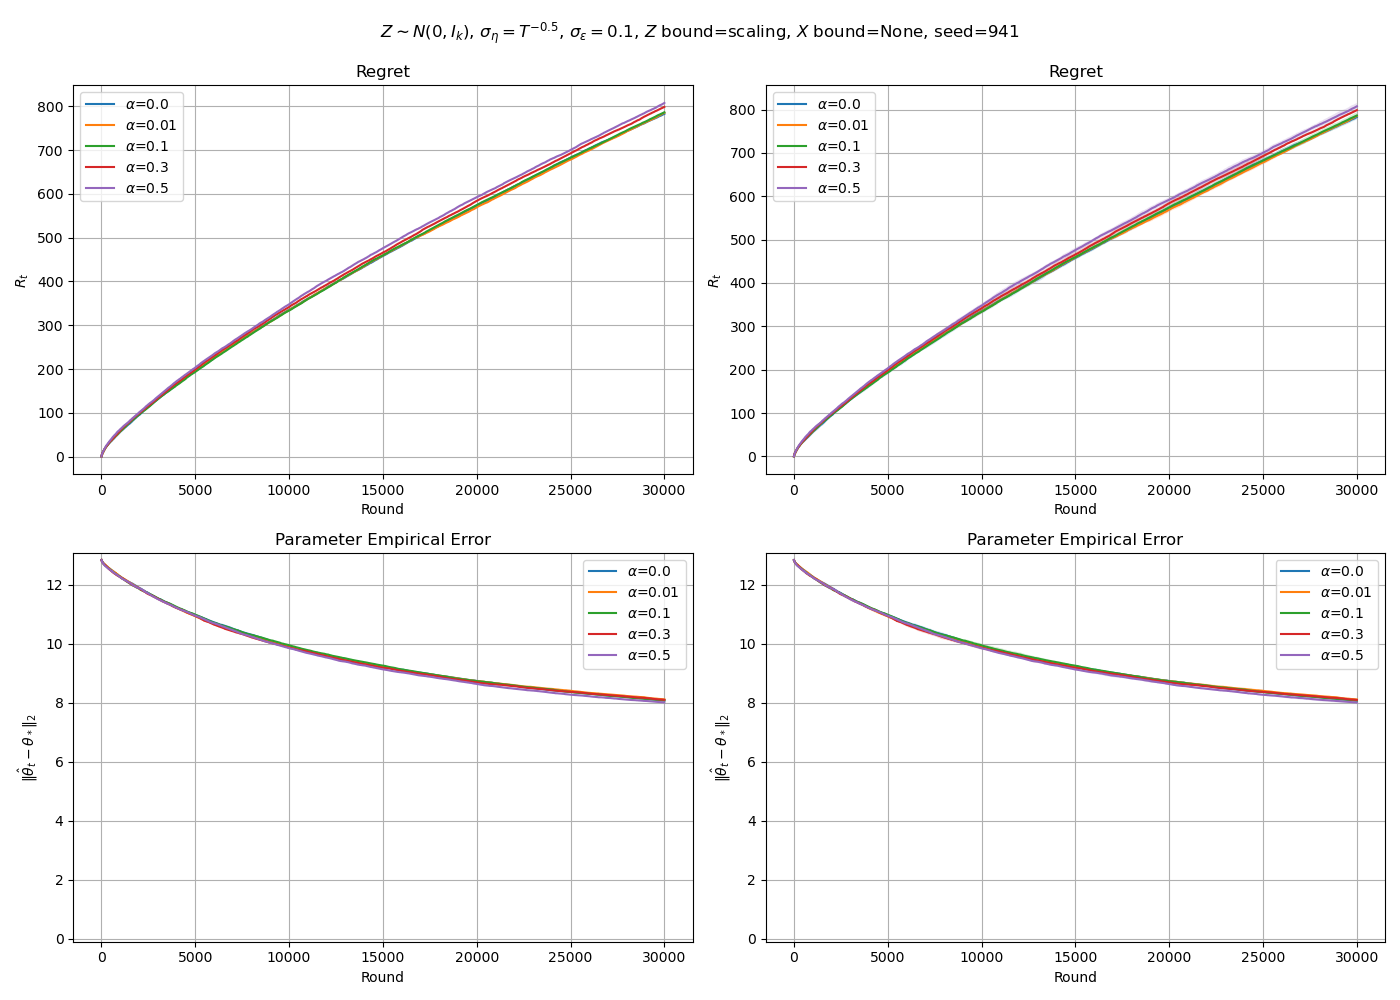 Z ∼ N(0, I_k), σ_η = T^{−0.5}, σ_ε = 0.1, Z bound=scaling, X bound=None, seed=941
Regret
R_t
800
700
600
500
400
300
200
100
0
α=0.0
α=0.01
α=0.1
α=0.3
α=0.5
0 5000 10000 15000 20000 25000 30000
Round
Regret
R_t
800
700
600
500
400
300
200
100
0
α=0.0
α=0.01
α=0.1
α=0.3
α=0.5
0 5000 10000 15000 20000 25000 30000
Round
Parameter Empirical Error
‖θ̂_t − θ_*‖_2
12
10
8
6
4
2
0
α=0.0
α=0.01
α=0.1
α=0.3
α=0.5
0 5000 10000 15000 20000 25000 30000
Round
Parameter Empirical Error
‖θ̂_t − θ_*‖_2
12
10
8
6
4
2
0
α=0.0
α=0.01
α=0.1
α=0.3
α=0.5
0 5000 10000 15000 20000 25000 30000
Round